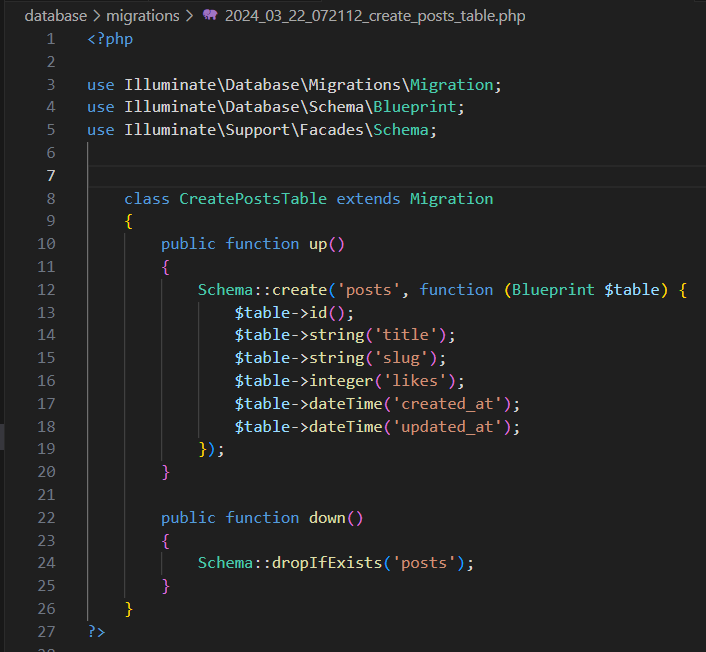 database > migrations > 2024_03_22_072112_create_posts_table.php
1 <?php
2
3 use Illuminate\Database\Migrations\Migration;
4 use Illuminate\Database\Schema\Blueprint;
5 use Illuminate\Support\Facades\Schema;
6
7
8     class CreatePostsTable extends Migration
9     {
10         public function up()
11         {
12             Schema::create('posts', function (Blueprint $table) {
13                 $table->id();
14                 $table->string('title');
15                 $table->string('slug');
16                 $table->integer('likes');
17                 $table->dateTime('created_at');
18                 $table->dateTime('updated_at');
19             });
20         }
21
22         public function down()
23         {
24             Schema::dropIfExists('posts');
25         }
26     }
27 ?>
28